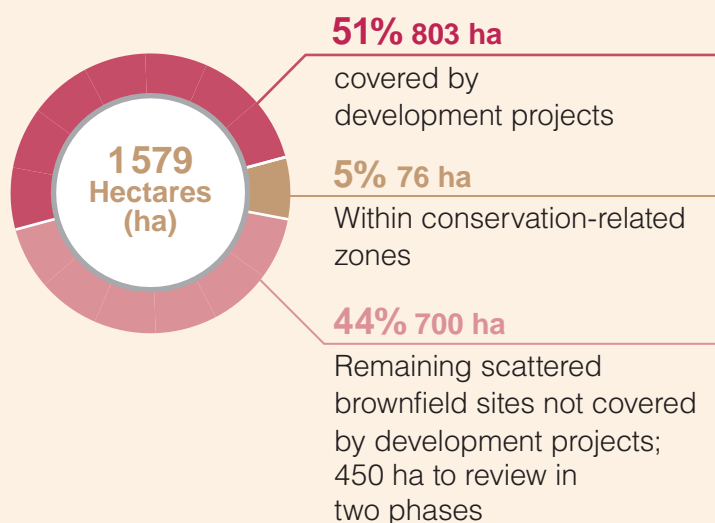 51% 803 ha
covered by
development projects
1 579
Hectares
(ha)
5% 76 ha
Within conservation-related
zones
44% 700 ha
Remaining scattered
brownfield sites not covered
by development projects;
450 ha to review in
two phases